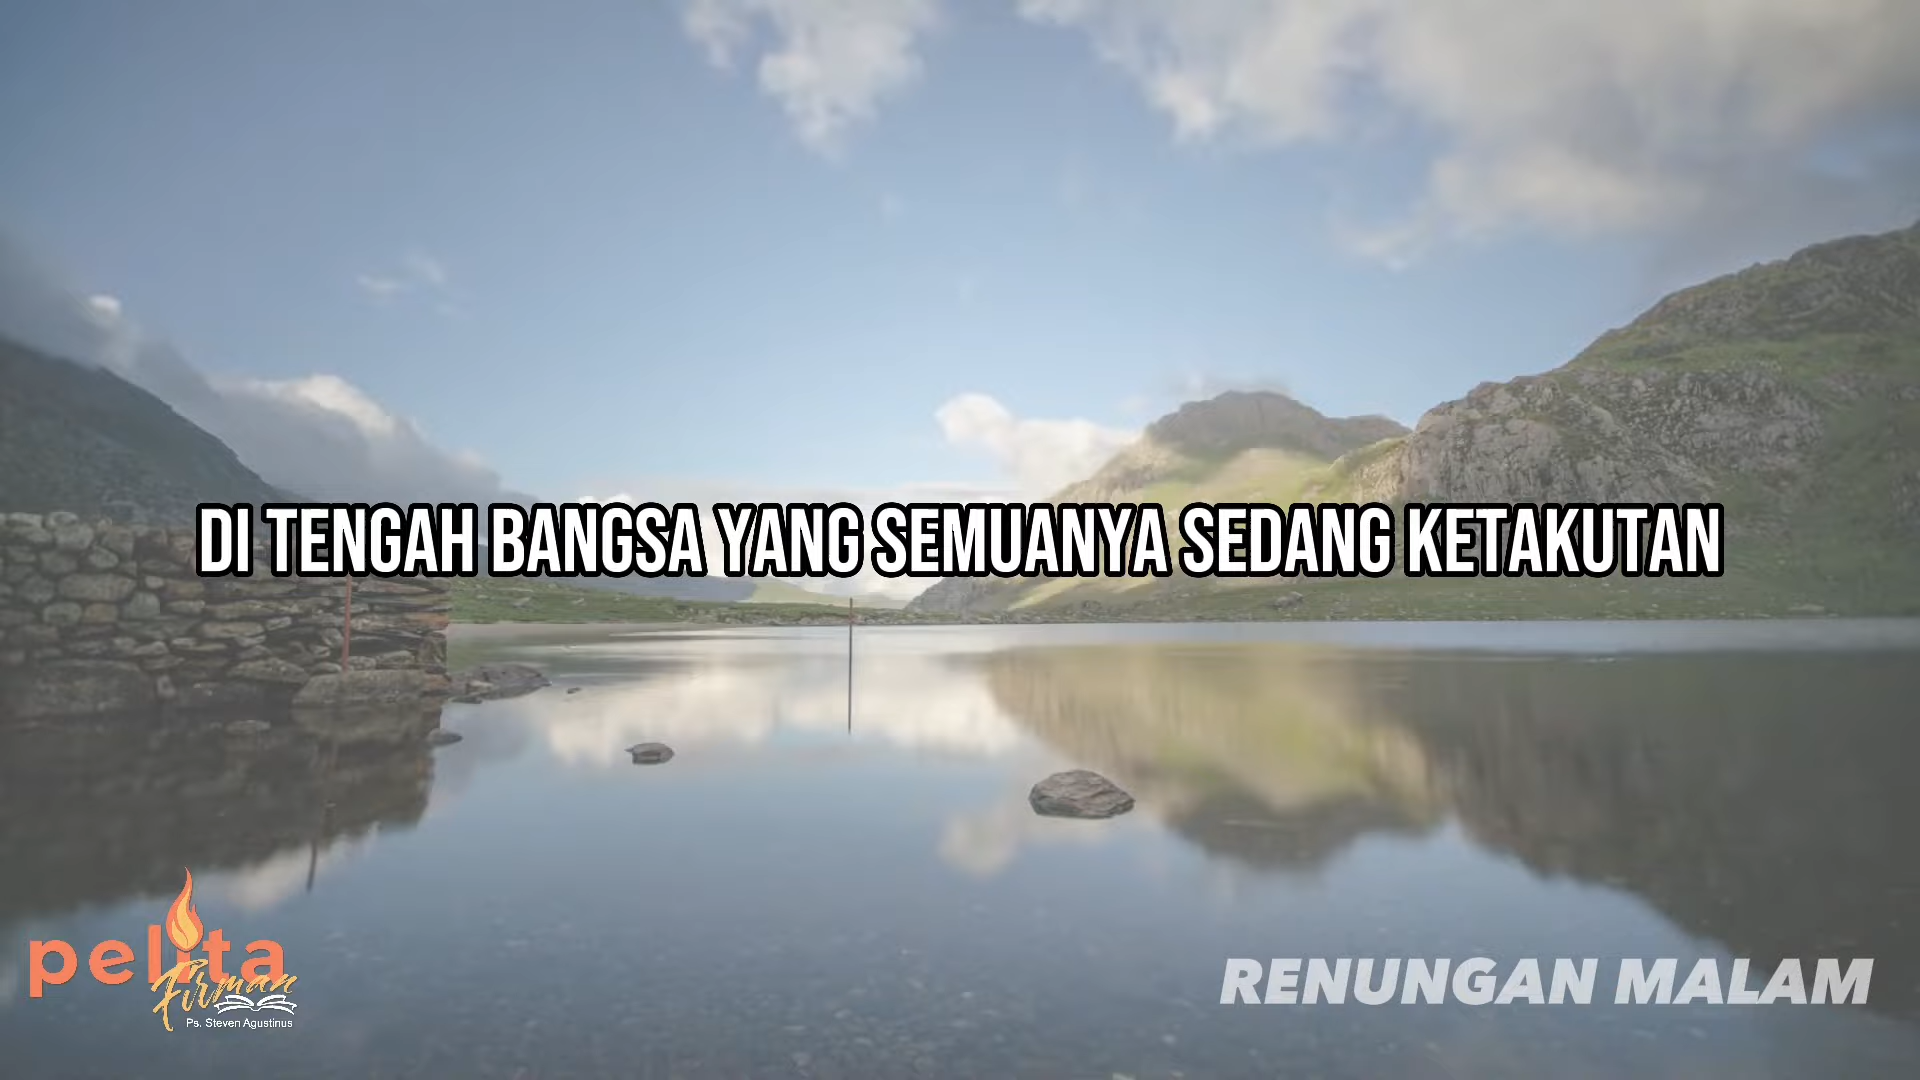 DI TENGAH BANGSA YANG SEMUANYA SEDANG KETAKUTAN
pelita
Firman
Ps. Steven Agustinus
RENUNGAN MALAM